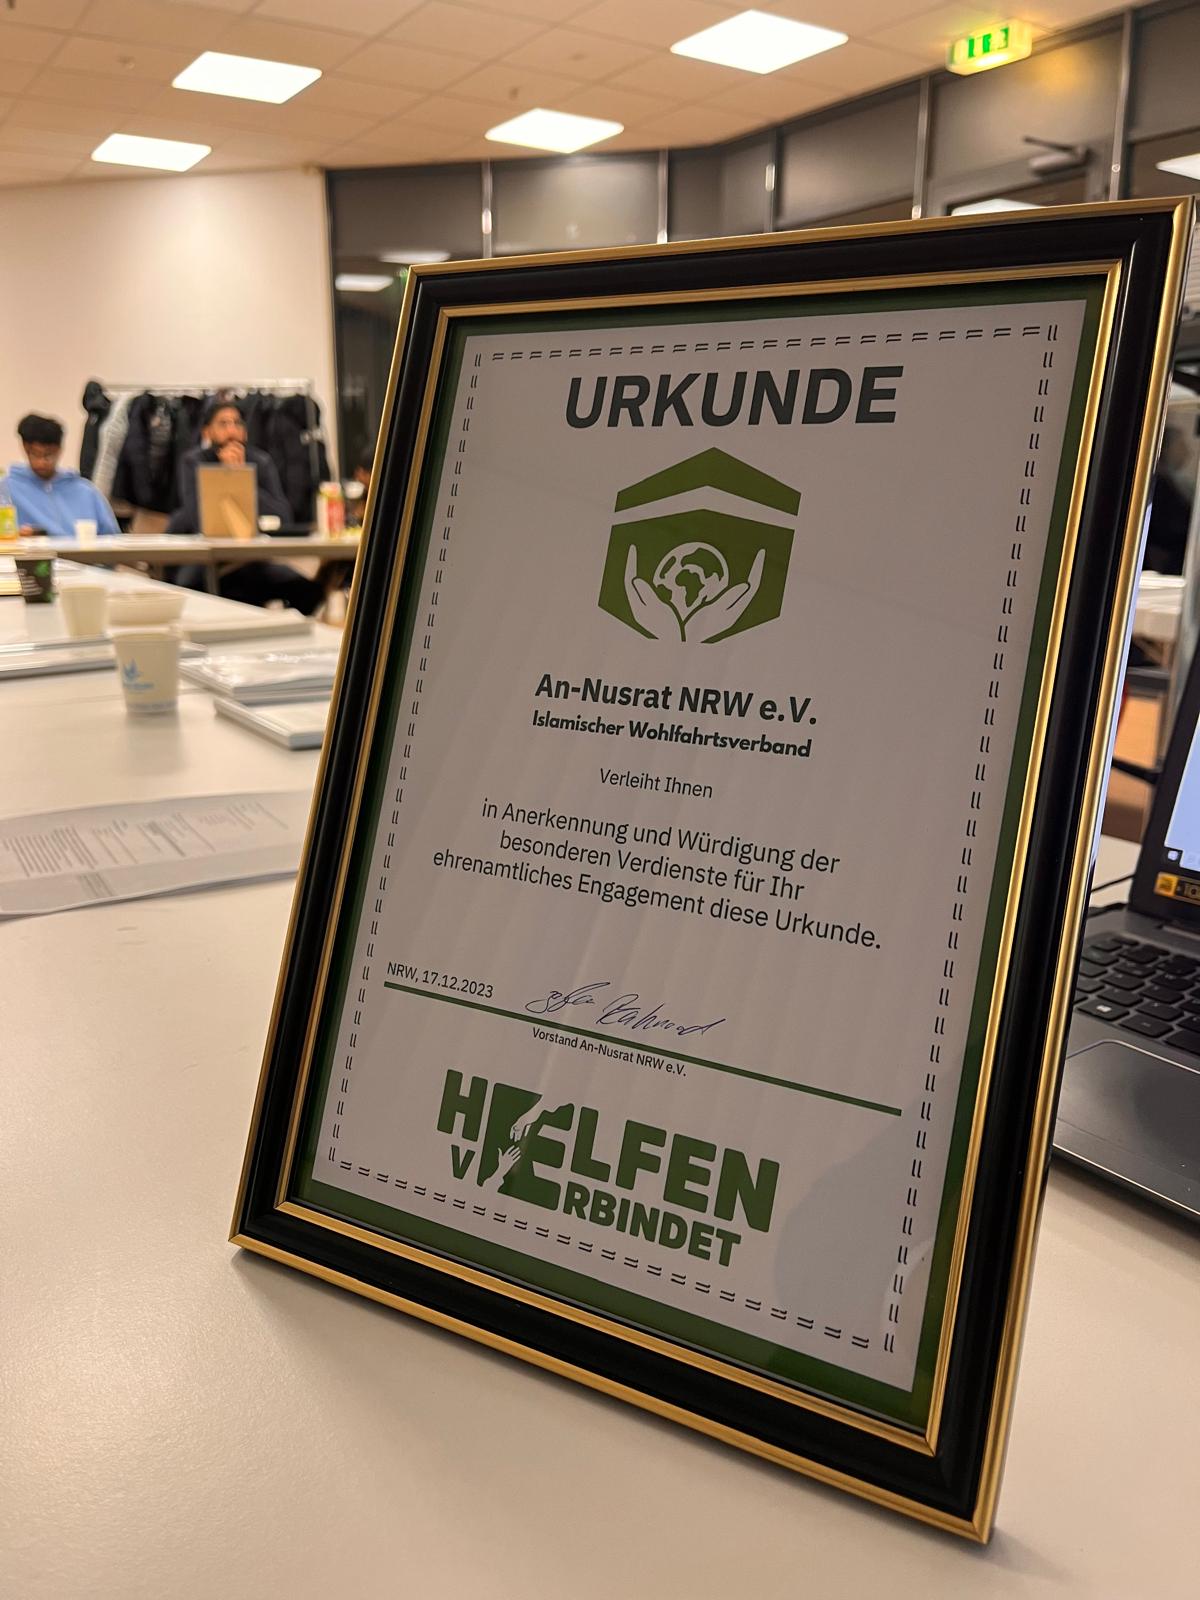 URKUNDE
An-Nusrat NRW e.V.
Islamischer Wohlfahrtsverband
Verleiht Ihnen
in Anerkennung und Würdigung der
besonderen Verdienste für Ihr
ehrenamtliches Engagement diese Urkunde.
NRW, 17.12.2023
Vorstand An-Nusrat NRW e.V.
HELFEN
VERBINDET